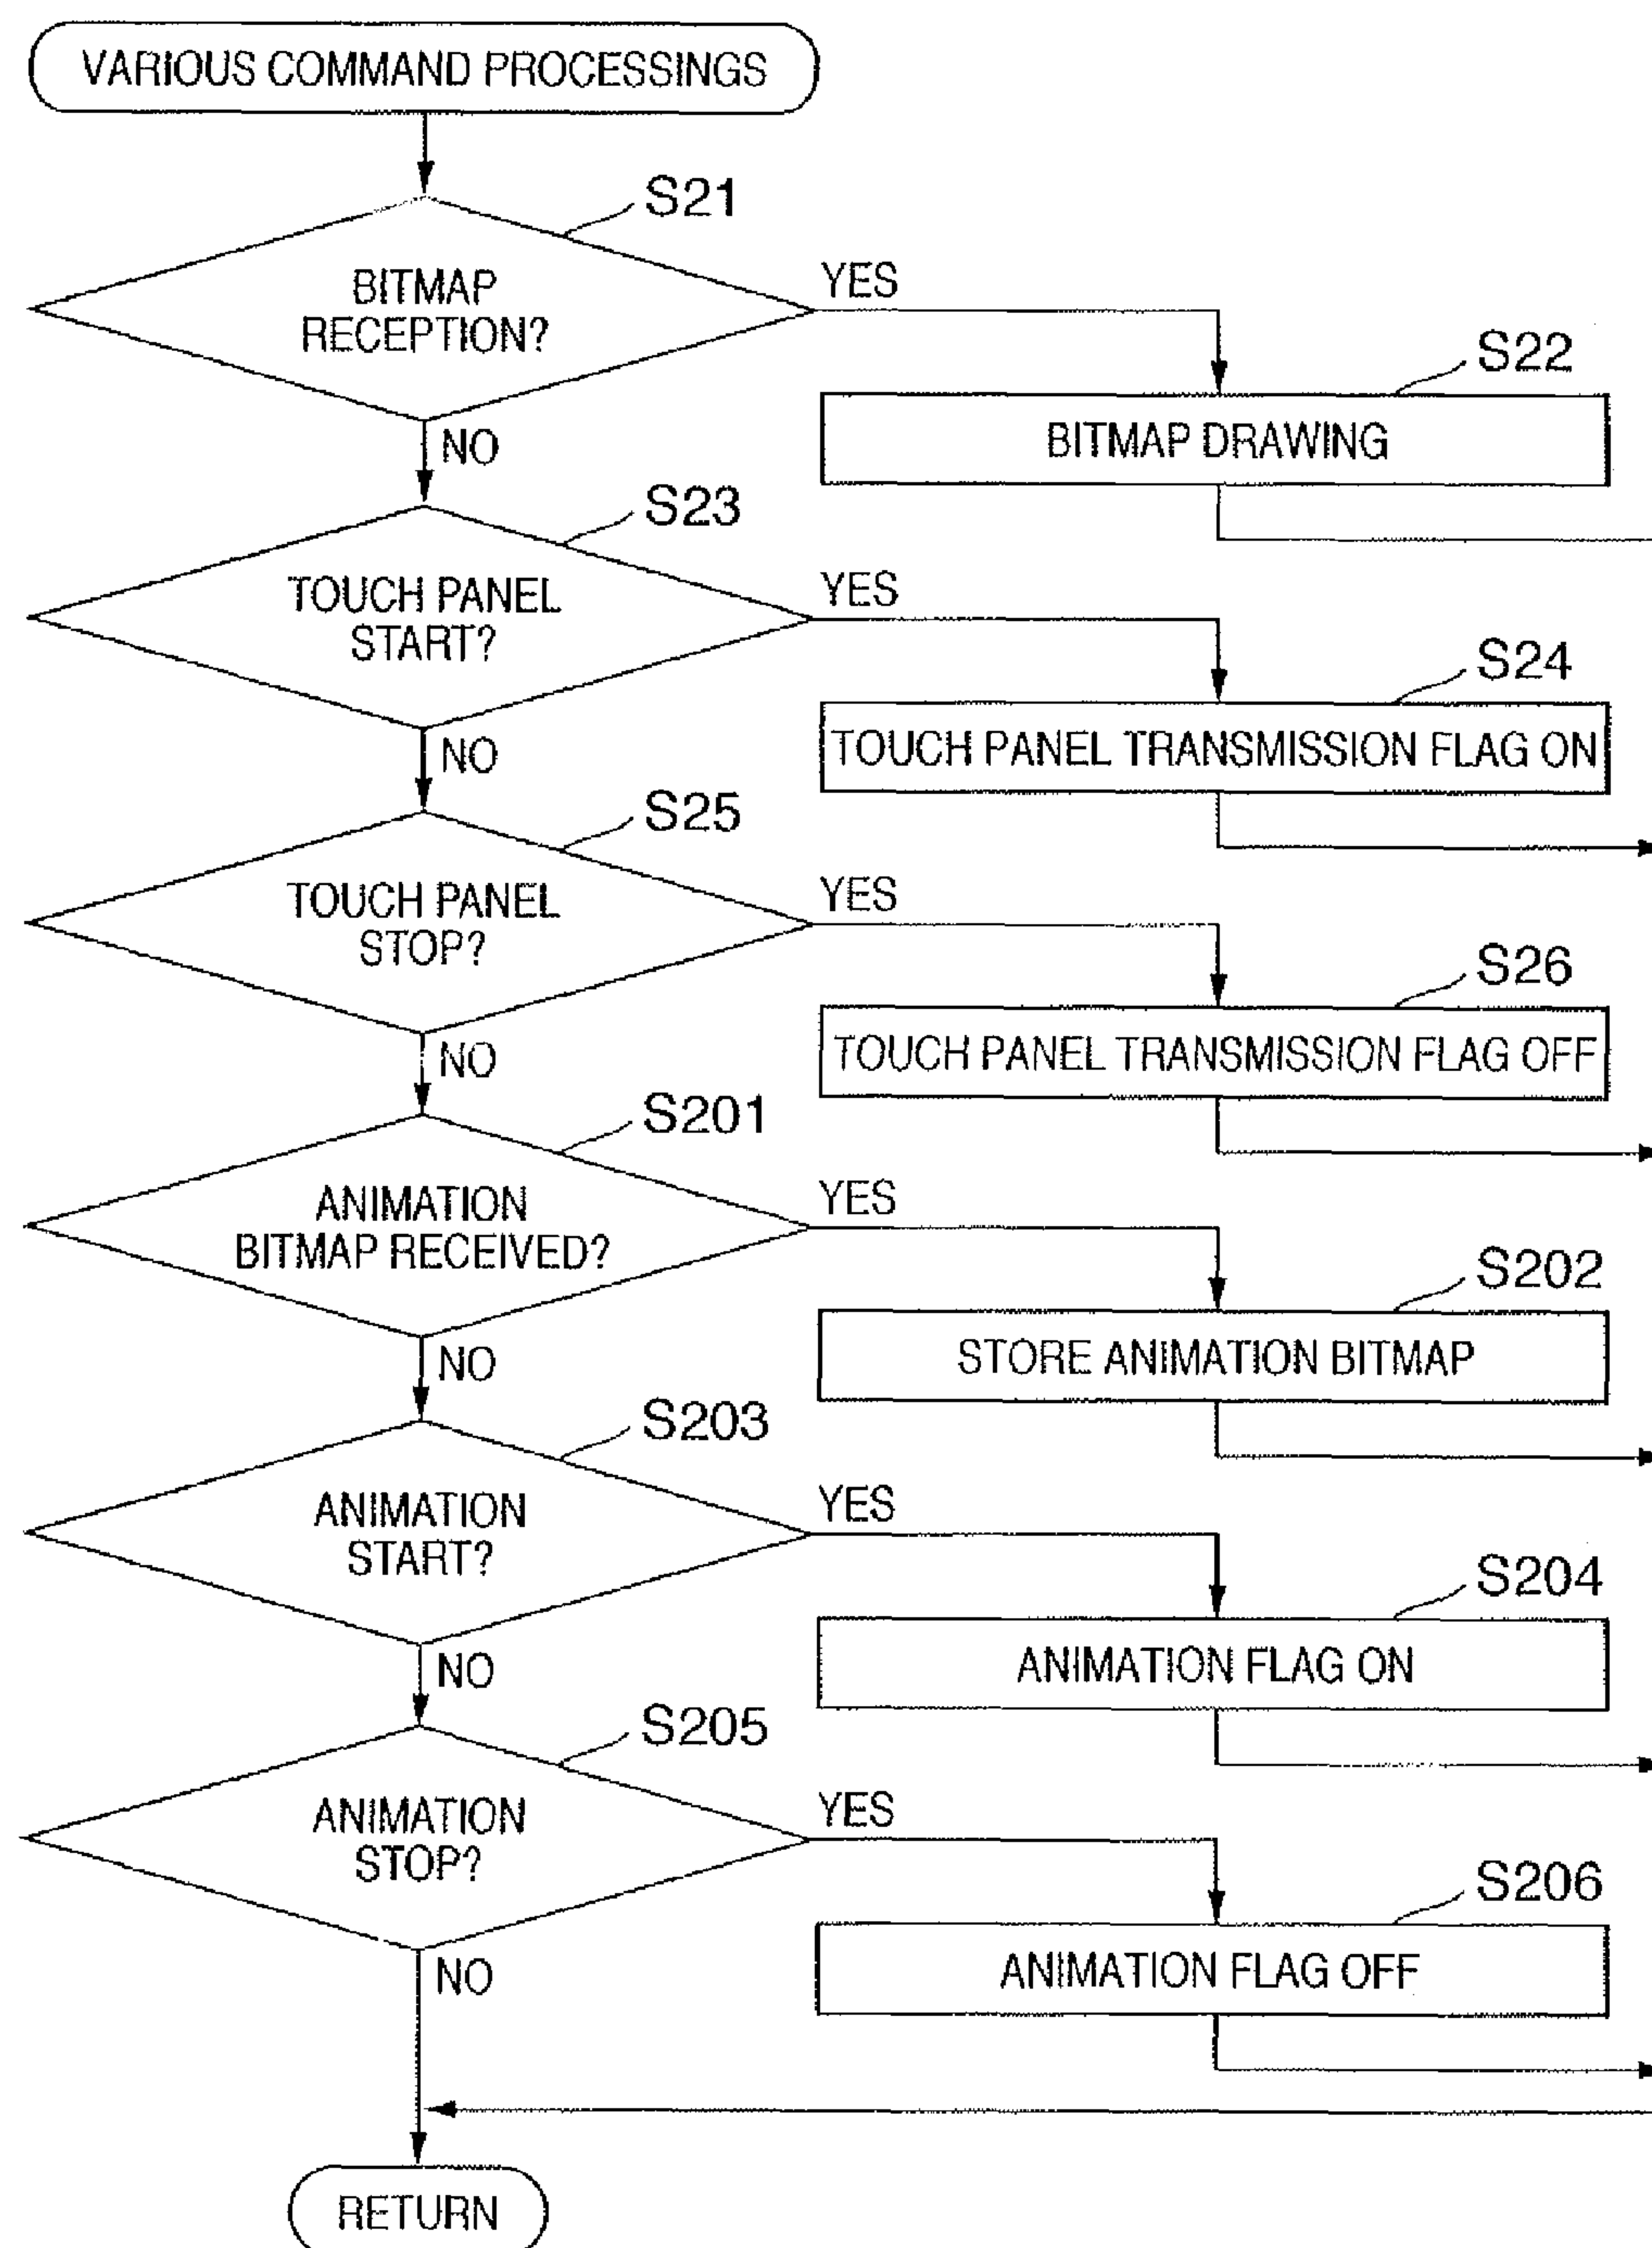 VARIOUS COMMAND PROCESSINGS
S21
BITMAP
RECEPTION?
YES
NO
S22
BITMAP DRAWING
S23
TOUCH PANEL
START?
YES
NO
S24
TOUCH PANEL TRANSMISSION FLAG ON
S25
TOUCH PANEL
STOP?
YES
NO
S26
TOUCH PANEL TRANSMISSION FLAG OFF
S201
ANIMATION
BITMAP RECEIVED?
YES
NO
S202
STORE ANIMATION BITMAP
S203
ANIMATION
START?
YES
NO
S204
ANIMATION FLAG ON
S205
ANIMATION
STOP?
YES
NO
S206
ANIMATION FLAG OFF
RETURN